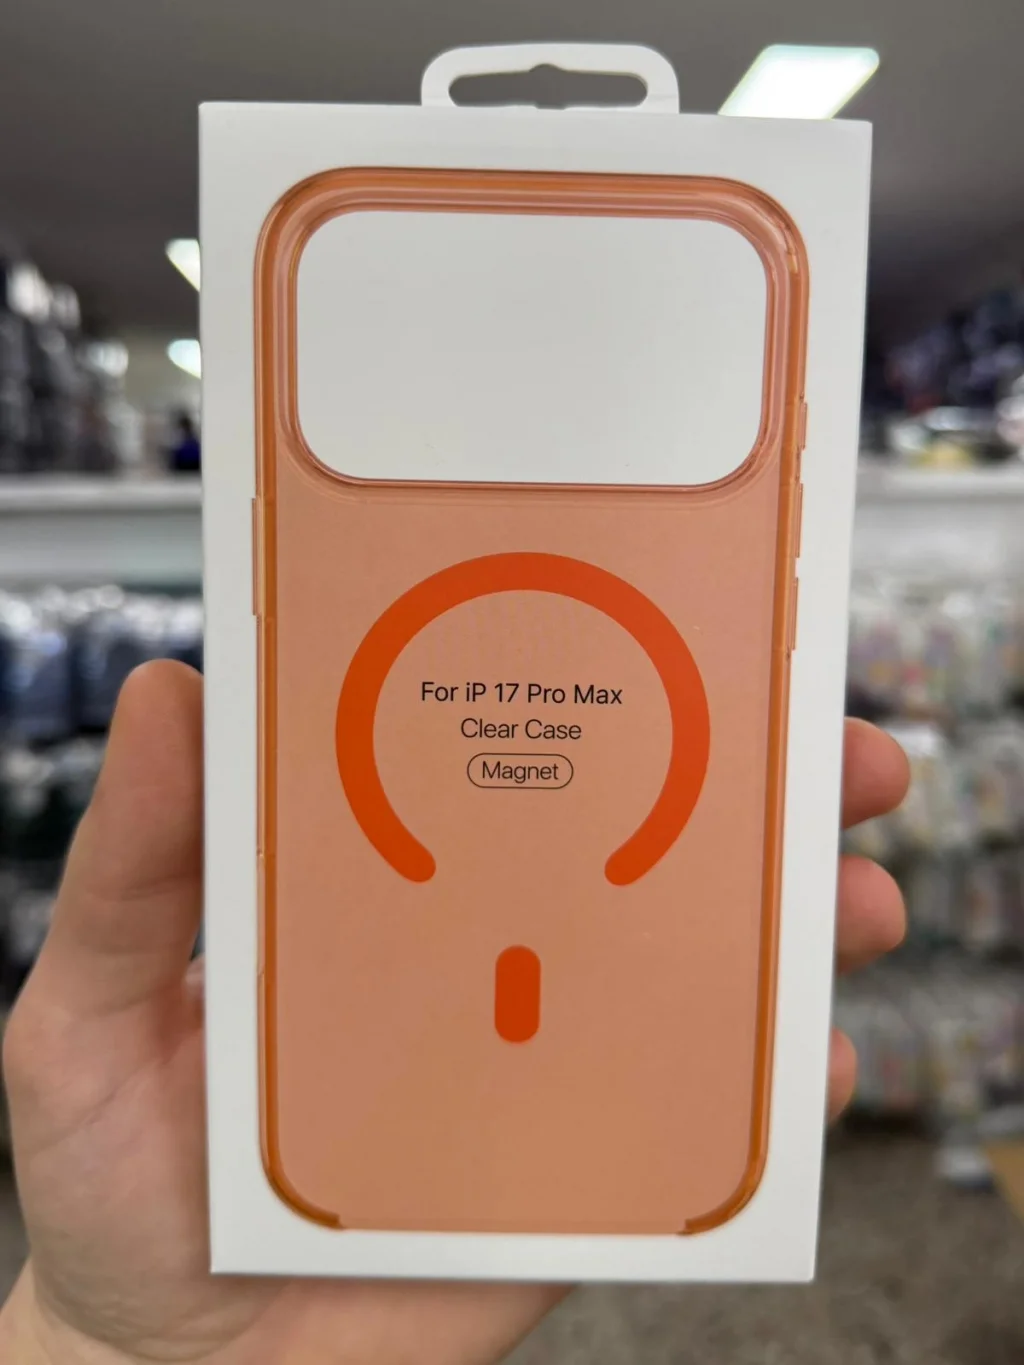 For iP 17 Pro Max
Clear Case
Magnet